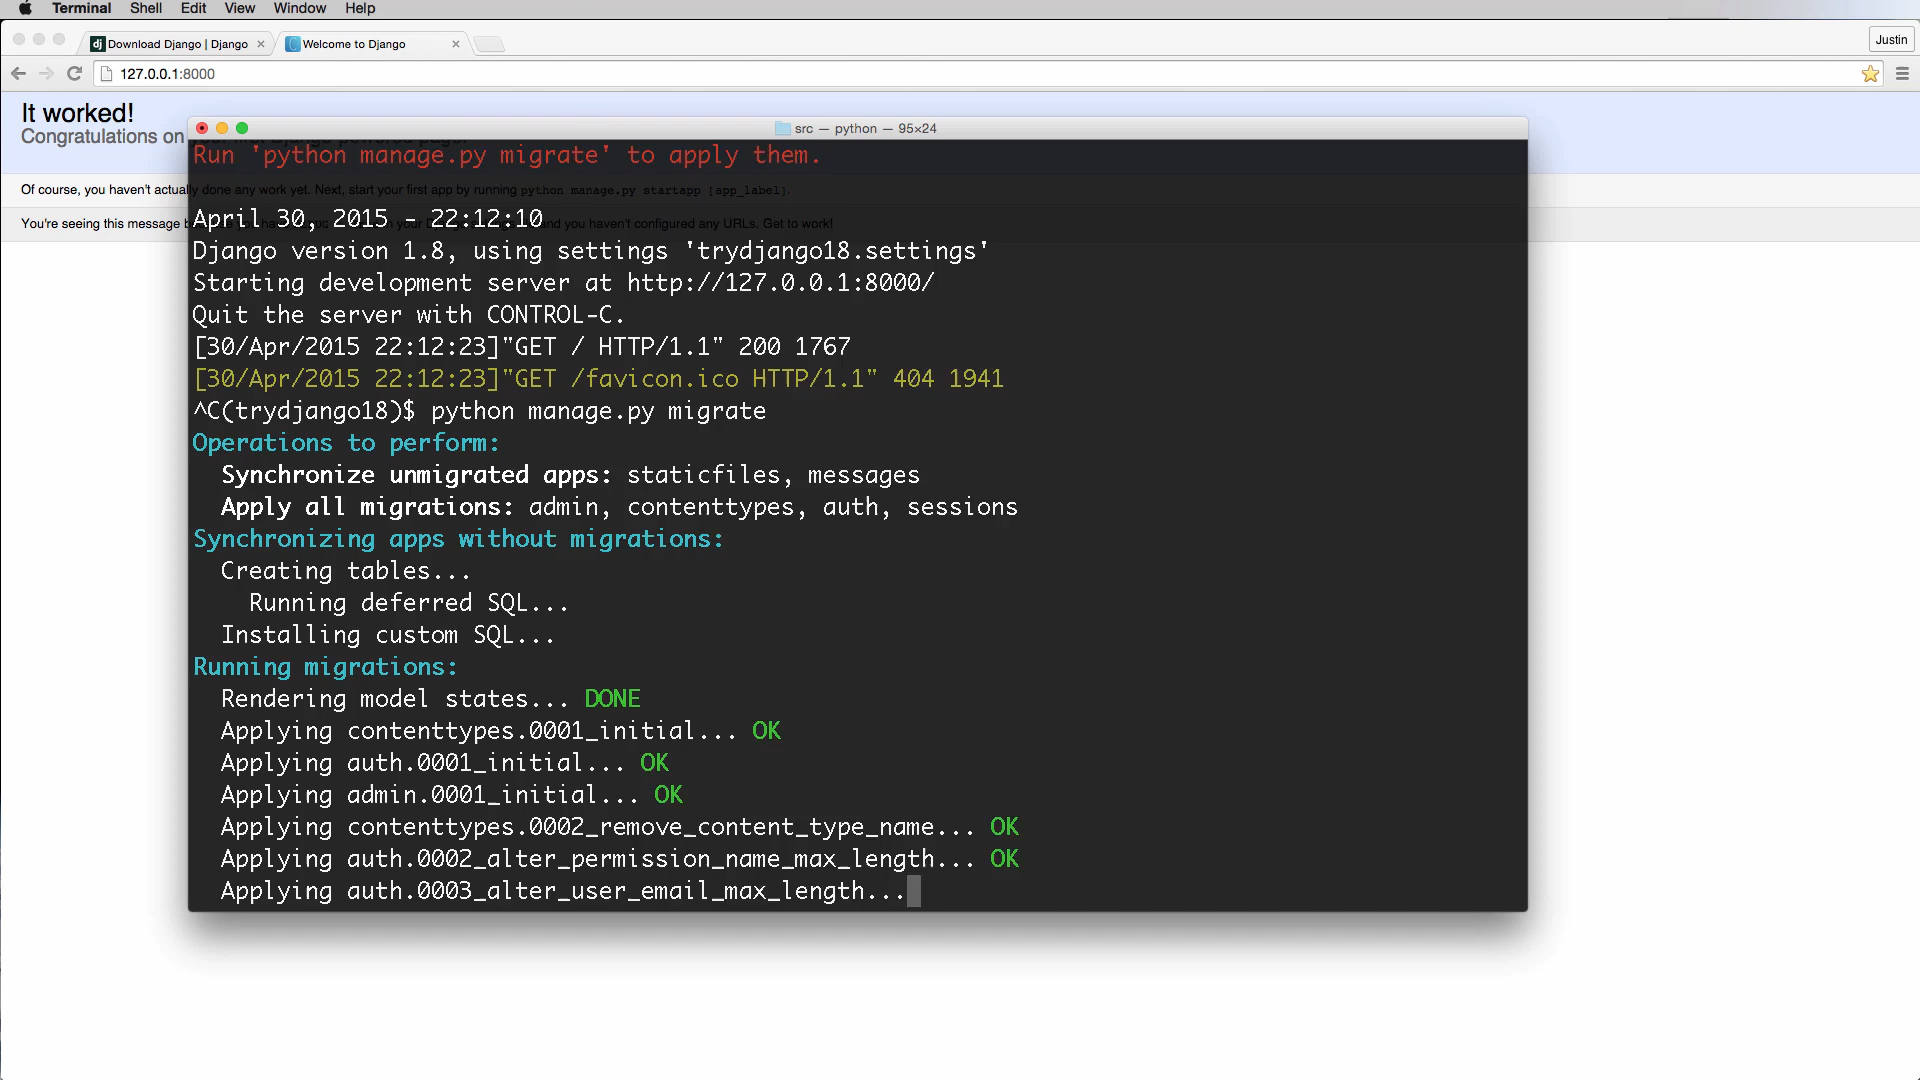 Terminal Shell Edit View Window Help
Download Django | Django
Welcome to Django
Justin
127.0.0.1:8000
It worked!
Congratulations on
src — python — 95×24
Run 'python manage.py migrate' to apply them.
Of course, you haven't actually done any work yet. Next, start your first app by running python manage.py startapp [app_label].
April 30, 2015 - 22:12:10
You're seeing this message
and you haven't configured any URLs. Get to work!
Django version 1.8, using settings 'trydjango18.settings'
Starting development server at http://127.0.0.1:8000/
Quit the server with CONTROL-C.
[30/Apr/2015 22:12:23]"GET / HTTP/1.1" 200 1767
[30/Apr/2015 22:12:23]"GET /favicon.ico HTTP/1.1" 404 1941
^C(trydjango18)$ python manage.py migrate
Operations to perform:
Synchronize unmigrated apps: staticfiles, messages
Apply all migrations: admin, contenttypes, auth, sessions
Synchronizing apps without migrations:
Creating tables...
Running deferred SQL...
Installing custom SQL...
Running migrations:
Rendering model states... DONE
Applying contenttypes.0001_initial... OK
Applying auth.0001_initial... OK
Applying admin.0001_initial... OK
Applying contenttypes.0002_remove_content_type_name... OK
Applying auth.0002_alter_permission_name_max_length... OK
Applying auth.0003_alter_user_email_max_length...